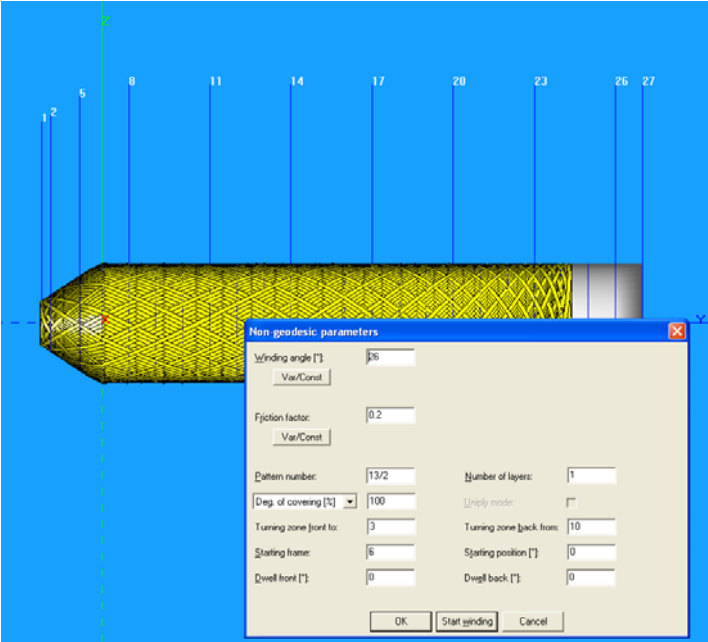 Z
1 2 5 8 11 14 17 20 23 26 27
X
Y
Non-geodesic parameters
Winding angle [°]: 26
Var/Const
Friction factor: 0.2
Var/Const
Pattern number: 13/2 Number of layers: 1
Deg. of covering [%] 100 Uniply mode:
Turning zone front to: 3 Turning zone back from: 10
Starting frame: 6 Starting position [°]: 0
Dwell front [°]: 0 Dwell back [°]: 0
OK Start winding Cancel